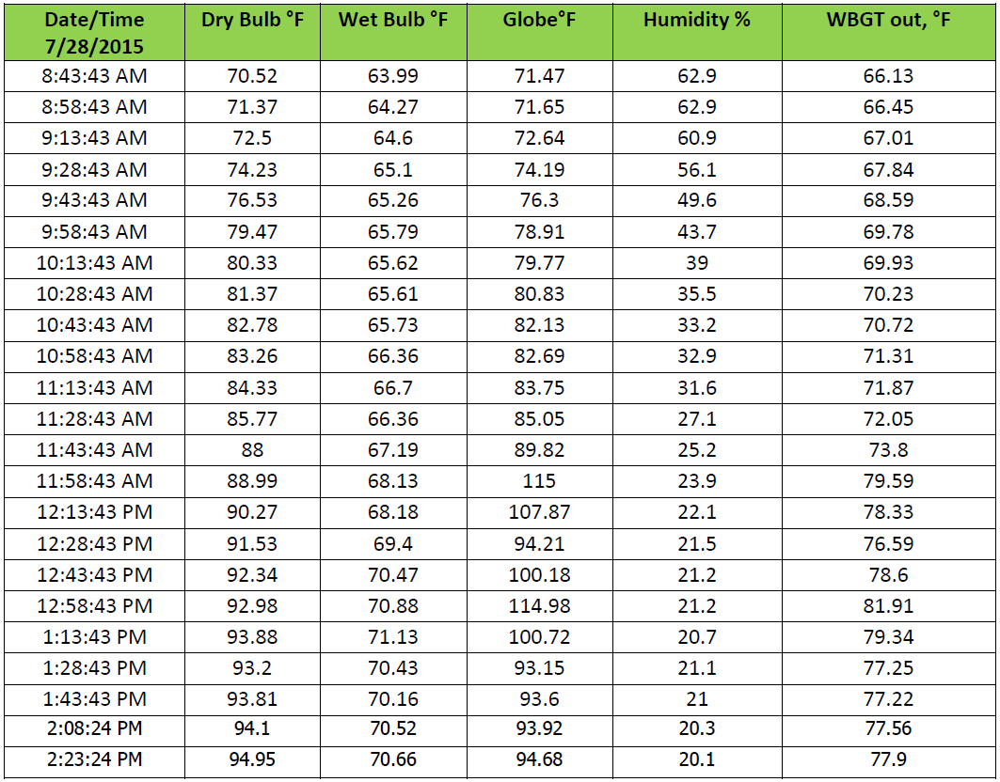 Date/Time Dry Bulb °F Wet Bulb °F Globe°F Humidity % WBGT out, °F
7/28/2015
8:43:43 AM 70.52 63.99 71.47 62.9 66.13
8:58:43 AM 71.37 64.27 71.65 62.9 66.45
9:13:43 AM 72.5 64.6 72.64 60.9 67.01
9:28:43 AM 74.23 65.1 74.19 56.1 67.84
9:43:43 AM 76.53 65.26 76.3 49.6 68.59
9:58:43 AM 79.47 65.79 78.91 43.7 69.78
10:13:43 AM 80.33 65.62 79.77 39 69.93
10:28:43 AM 81.37 65.61 80.83 35.5 70.23
10:43:43 AM 82.78 65.73 82.13 33.2 70.72
10:58:43 AM 83.26 66.36 82.69 32.9 71.31
11:13:43 AM 84.33 66.7 83.75 31.6 71.87
11:28:43 AM 85.77 66.36 85.05 27.1 72.05
11:43:43 AM 88 67.19 89.82 25.2 73.8
11:58:43 AM 88.99 68.13 115 23.9 79.59
12:13:43 PM 90.27 68.18 107.87 22.1 78.33
12:28:43 PM 91.53 69.4 94.21 21.5 76.59
12:43:43 PM 92.34 70.47 100.18 21.2 78.6
12:58:43 PM 92.98 70.88 114.98 21.2 81.91
1:13:43 PM 93.88 71.13 100.72 20.7 79.34
1:28:43 PM 93.2 70.43 93.15 21.1 77.25
1:43:43 PM 93.81 70.16 93.6 21 77.22
2:08:24 PM 94.1 70.52 93.92 20.3 77.56
2:23:24 PM 94.95 70.66 94.68 20.1 77.9